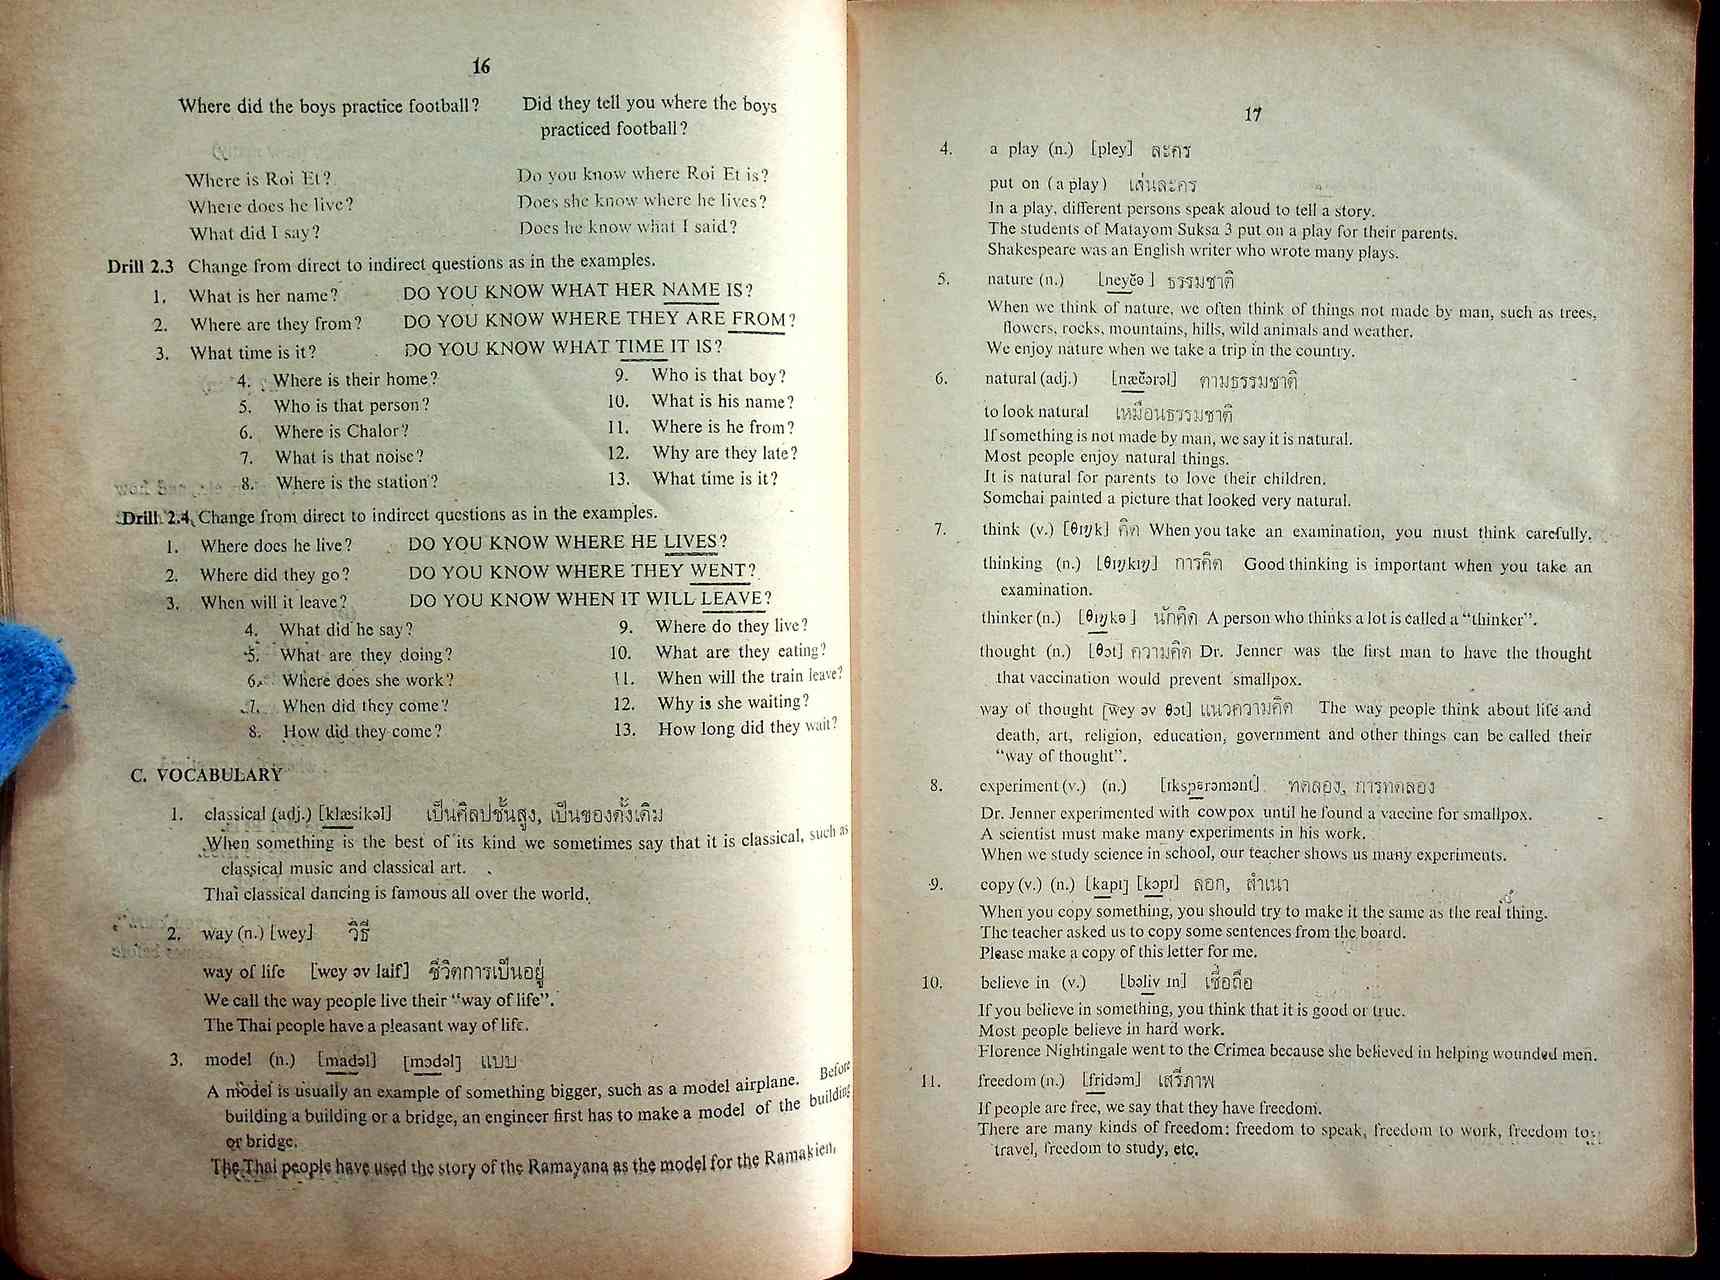 16
Where did the boys practice football? Did they tell you where the boys
practiced football?
Where is Roi Et? Do you know where Roi Et is?
Where does he live? Does she know where he lives?
What did I say? Does he know what I said?
Drill 2.3 Change from direct to indirect questions as in the examples.
1. What is her name? DO YOU KNOW WHAT HER NAME IS?
2. Where are they from? DO YOU KNOW WHERE THEY ARE FROM?
3. What time is it? DO YOU KNOW WHAT TIME IT IS?
4. Where is their home? 9. Who is that boy?
5. Who is that person? 10. What is his name?
6. Where is Chalor? 11. Where is he from?
7. What is that noise? 12. Why are they late?
8. Where is the station? 13. What time is it?
Drill 2.4 Change from direct to indirect questions as in the examples.
1. Where does he live? DO YOU KNOW WHERE HE LIVES?
2. Where did they go? DO YOU KNOW WHERE THEY WENT?
3. When will it leave? DO YOU KNOW WHEN IT WILL LEAVE?
4. What did he say? 9. Where do they live?
5. What are they doing? 10. What are they eating?
6. Where does she work? 11. When will the train leave?
7. When did they come? 12. Why is she waiting?
8. How did they come? 13. How long did they wait?
C. VOCABULARY
1. classical (adj.) [klæsikəl] เป็นศิลปชั้นสูง, เป็นของดั้งเดิม
When something is the best of its kind we sometimes say that it is classical, such as
classical music and classical art.
Thai classical dancing is famous all over the world.
2. way (n.) [wey] วิธี
way of life [wey əv laif] ชีวิตการเป็นอยู่
We call the way people live their “way of life”.
The Thai people have a pleasant way of life.
3. model (n.) [madəl] [mɔdəl] แบบ
A model is usually an example of something bigger, such as a model airplane. Before
building a building or a bridge, an engineer first has to make a model of the building
or bridge.
The Thai people have used the story of the Ramayana as the model for the Ramakien.
17
4. a play (n.) [pley] ละคร
put on (a play) เล่นละคร
In a play, different persons speak aloud to tell a story.
The students of Matayom Suksa 3 put on a play for their parents.
Shakespeare was an English writer who wrote many plays.
5. nature (n.) [neyčə] ธรรมชาติ
When we think of nature, we often think of things not made by man, such as trees,
flowers, rocks, mountains, hills, wild animals and weather.
We enjoy nature when we take a trip in the country.
6. natural (adj.) [næčərəl] ตามธรรมชาติ
to look natural เหมือนธรรมชาติ
If something is not made by man, we say it is natural.
Most people enjoy natural things.
It is natural for parents to love their children.
Somchai painted a picture that looked very natural.
7. think (v.) [θɪŋk] คิด When you take an examination, you must think carefully.
thinking (n.) [θɪŋkɪŋ] การคิด Good thinking is important when you take an
examination.
thinker (n.) [θɪŋkə] นักคิด A person who thinks a lot is called a “thinker”.
thought (n.) [θɔt] ความคิด Dr. Jenner was the first man to have the thought
that vaccination would prevent smallpox.
way of thought [wey əv θɔt] แนวความคิด The way people think about life and
death, art, religion, education, government and other things can be called their
“way of thought”.
8. experiment (v.) (n.) [ɪkspɛrəmənt] ทดลอง, การทดลอง
Dr. Jenner experimented with cowpox until he found a vaccine for smallpox.
A scientist must make many experiments in his work.
When we study science in school, our teacher shows us many experiments.
9. copy (v.) (n.) [kapɪ] [kɔpɪ] ลอก, สำเนา
When you copy something, you should try to make it the same as the real thing.
The teacher asked us to copy some sentences from the board.
Please make a copy of this letter for me.
10. believe in (v.) [bəliv ɪn] เชื่อถือ
If you believe in something, you think that it is good or true.
Most people believe in hard work.
Florence Nightingale went to the Crimea because she believed in helping wounded men.
11. freedom (n.) [fridəm] เสรีภาพ
If people are free, we say that they have freedom.
There are many kinds of freedom: freedom to speak, freedom to work, freedom to
travel, freedom to study, etc.